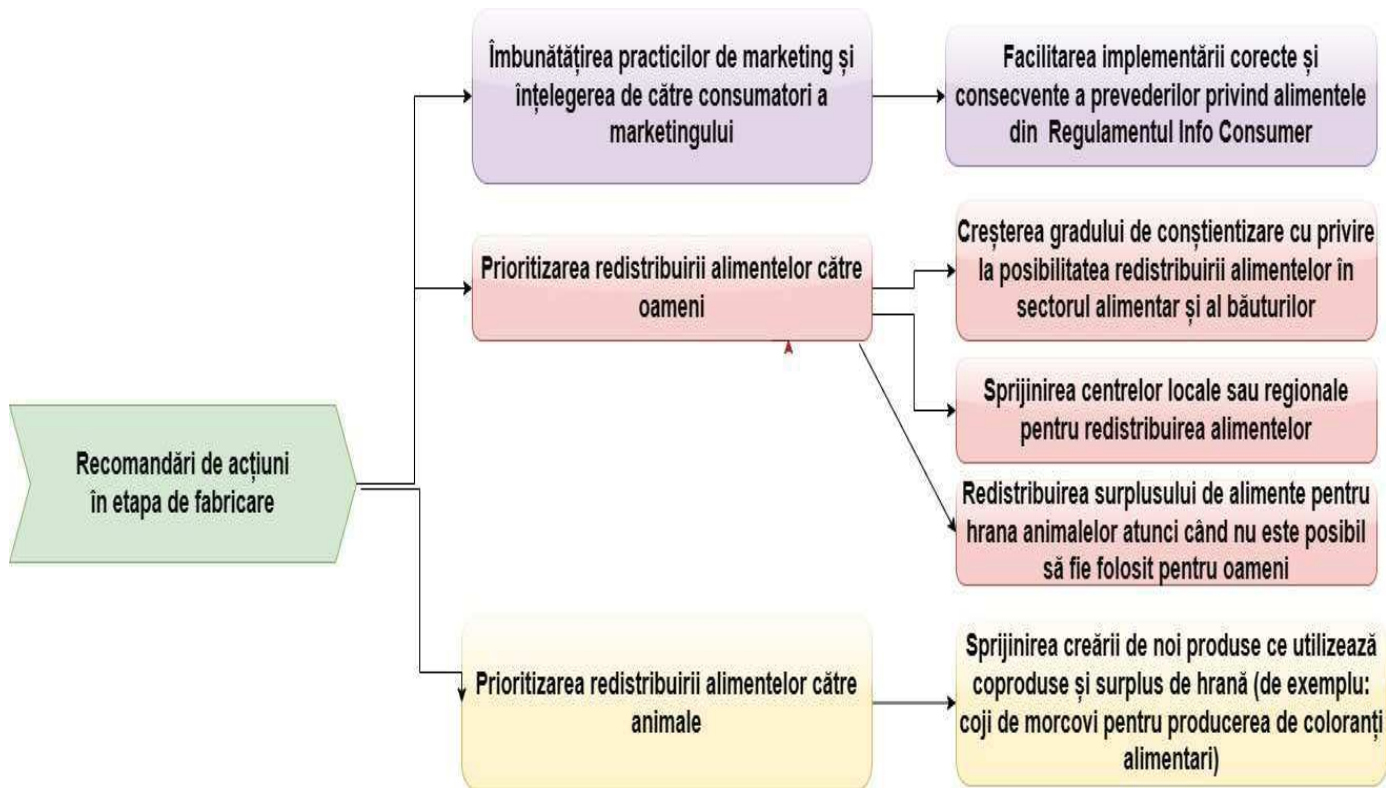 Îmbunătățirea practicilor de marketing și
înțelegerea de către consumatori a
marketingului
Facilitarea implementării corecte și
consecvente a prevederilor privind alimentele
din Regulamentul Info Consumer
Prioritizarea redistribuirii alimentelor către
oameni
Creșterea gradului de conștientizare cu privire
la posibilitatea redistribuirii alimentelor în
sectorul alimentar și al băuturilor
Sprijinirea centrelor locale sau regionale
pentru redistribuirea alimentelor
Redistribuirea surplusului de alimente pentru
hrana animalelor atunci când nu este posibil
să fie folosit pentru oameni
Recomandări de acțiuni
în etapa de fabricare
Prioritizarea redistribuirii alimentelor către
animale
Sprijinirea creării de noi produse ce utilizează
coproduse și surplus de hrană (de exemplu:
coji de morcovi pentru producerea de coloranți
alimentari)